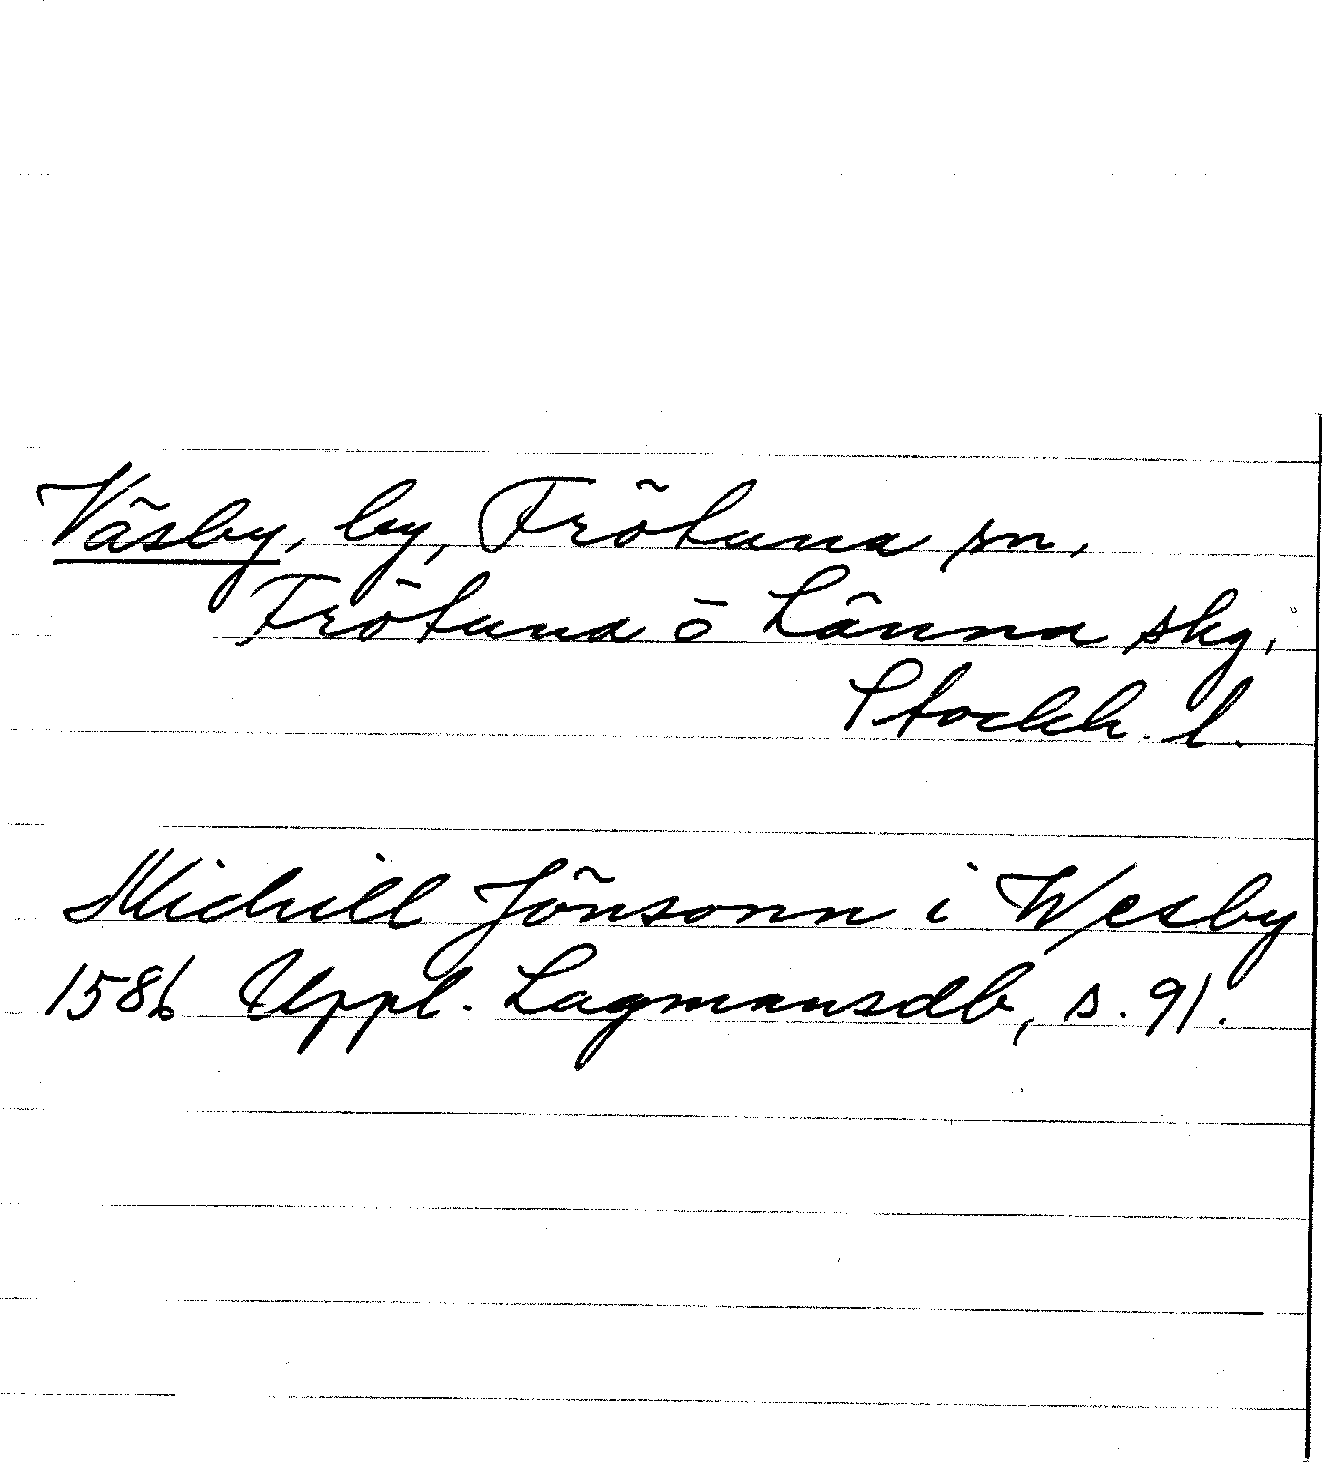 Väsby, by, Frötuna sn,
Frötuna o Länna skg,
Stockh. l.
Michill Jönsonn i Wesby
1586 Uppl. Lagmansdb, s. 91.